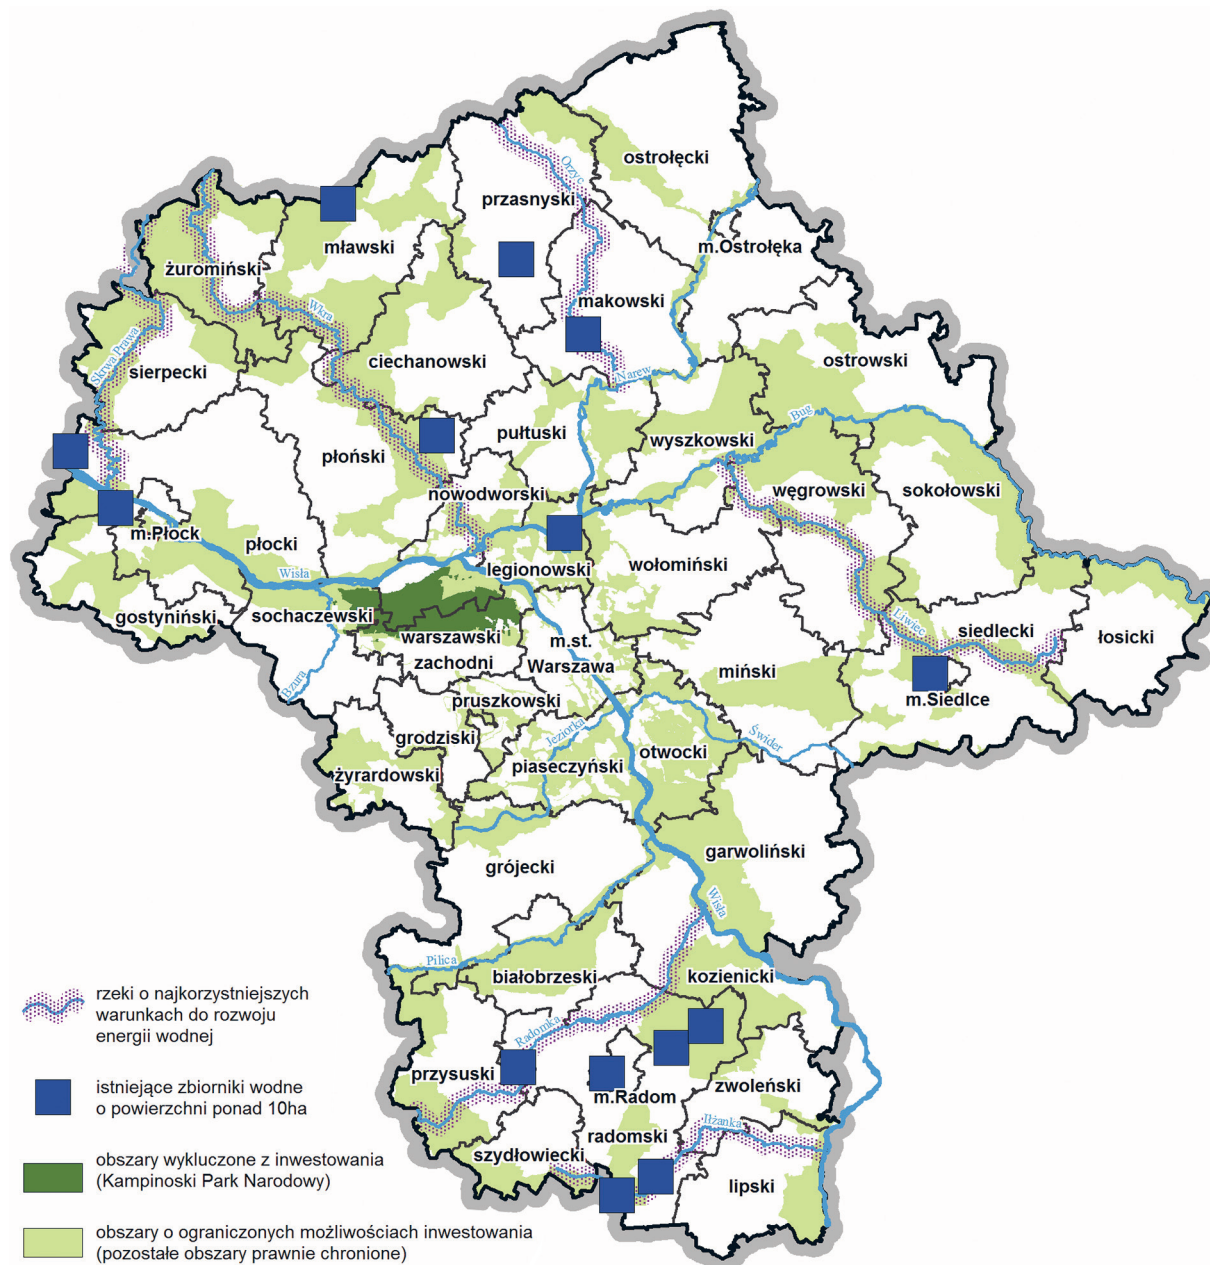 ostrołęcki
Orzyc
przasnyski
m.Ostrołęka
mławski
żuromiński
makowski
Wkra
Skrwa Prawa
sierpecki
ciechanowski
Narew
ostrowski
Bug
pułtuski
wyszkowski
płoński
nowodworski
węgrowski
sokołowski
m.Płock
płocki
legionowski
wołomiński
Wisła
gostyniński
sochaczewski
Liwiec
siedlecki
łosicki
warszawski
zachodni
m.st.
Warszawa
miński
Bzura
pruszkowski
m.Siedlce
Jeziorka
grodziski
Świder
otwocki
piaseczyński
żyrardowski
garwoliński
grójecki
Wisła
Pilica
białobrzeski
kozienicki
Radomka
przysuski
zwoleński
m.Radom
Iłżanka
radomski
szydłowiecki
lipski
rzeki o najkorzystniejszych
warunkach do rozwoju
energii wodnej
istniejące zbiorniki wodne
o powierzchni ponad 10ha
obszary wykluczone z inwestowania
(Kampinoski Park Narodowy)
obszary o ograniczonych możliwościach inwestowania
(pozostałe obszary prawnie chronione)